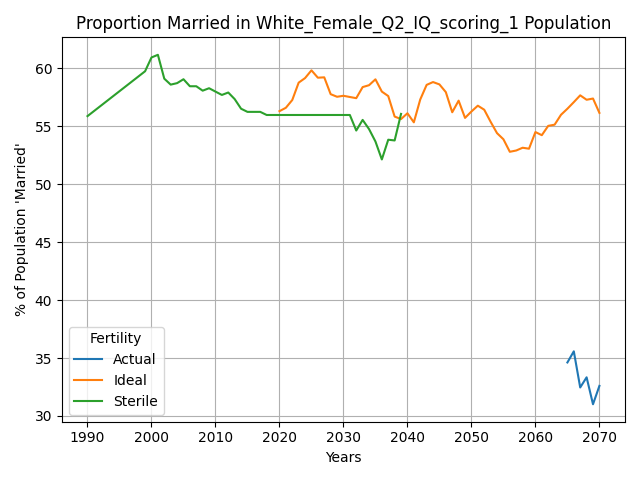 Proportion Married in White_Female_Q2_IQ_scoring_1 Population
% of Population 'Married'
60
55
50
45
40
35
30
Fertility
Actual
Ideal
Sterile
1990 2000 2010 2020 2030 2040 2050 2060 2070
Years